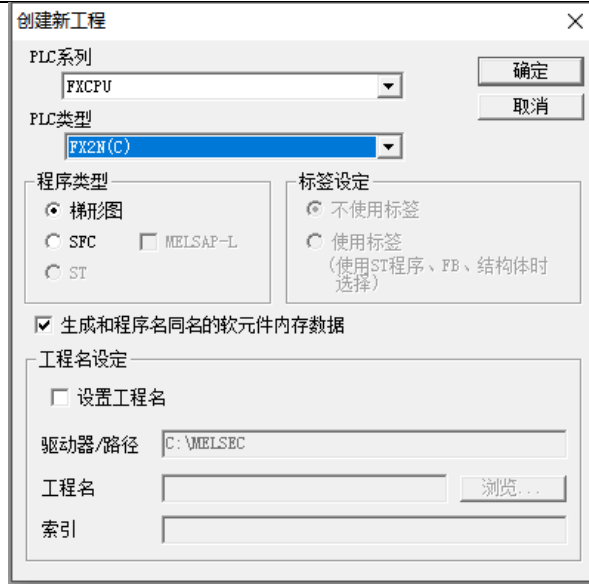 创建新工程
PLC系列
FXCPU
确定
取消
PLC类型
FX2N(C)
程序类型
梯形图
SFC
MELSAP-L
ST
标签设定
不使用标签
使用标签
(使用ST程序、FB、结构体时
选择)
生成和程序名同名的软元件内存数据
工程名设定
设置工程名
驱动器/路径
C:\MELSEC
工程名
浏览...
索引